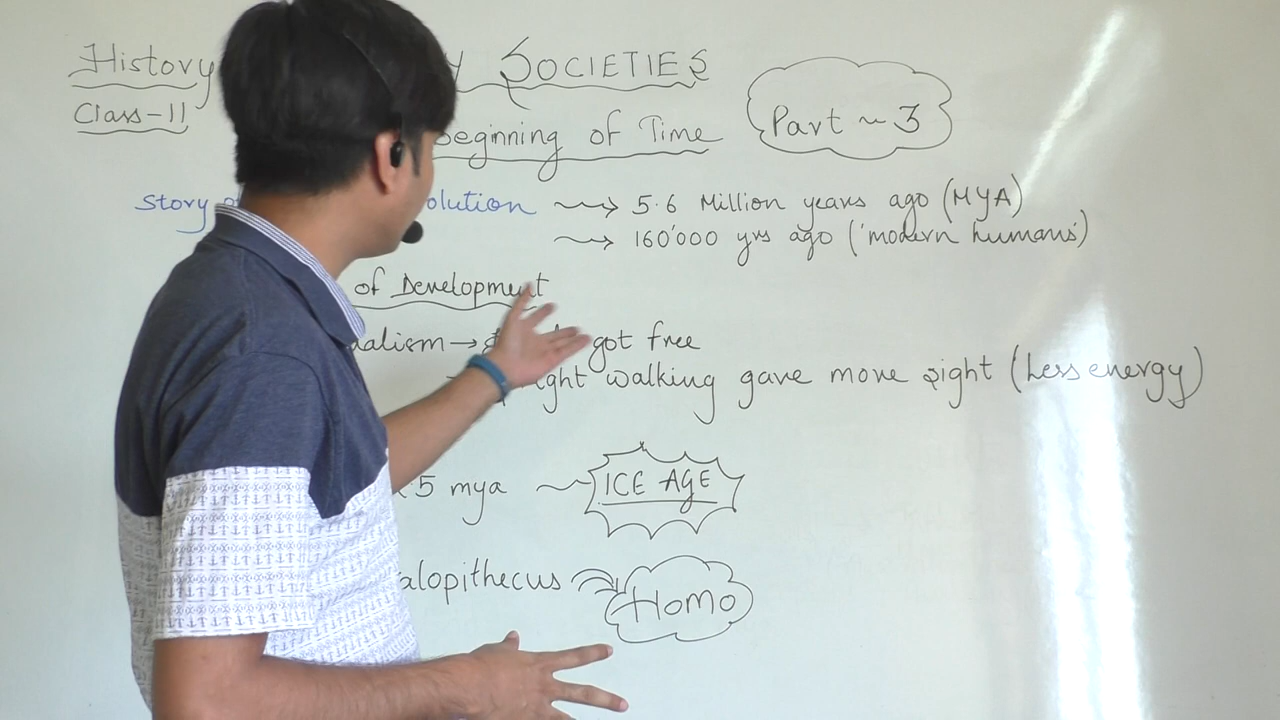 History Y SOCIETIES
Class-11
Beginning of Time
Part ~ 3
Story of olution → 5.6 Million years ago (MYA)
→ 160'000 yrs ago ('modern humans')
of Development
alism → got free
right walking gave more sight (Less energy)
5 mya ~ ICE AGE
alopithecus Homo